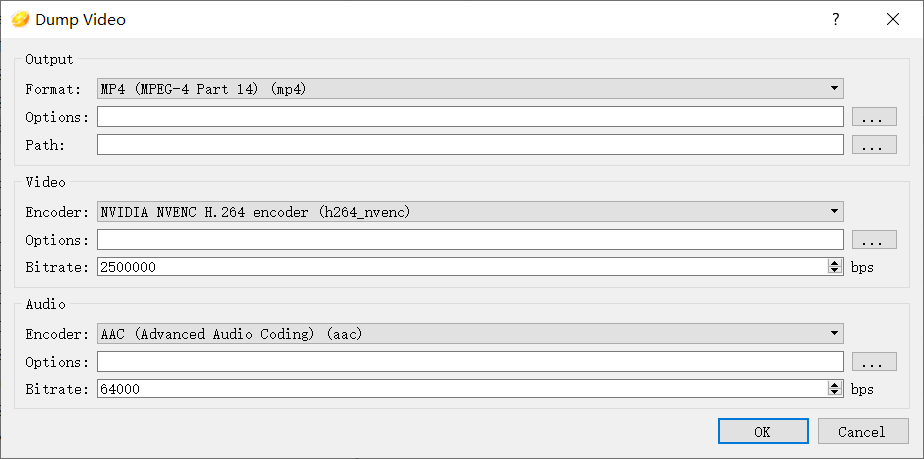 Dump Video ?
Output
Format: MP4 (MPEG-4 Part 14) (mp4)
Options: ...
Path: ...
Video
Encoder: NVIDIA NVENC H.264 encoder (h264_nvenc)
Options: ...
Bitrate: 2500000 bps
Audio
Encoder: AAC (Advanced Audio Coding) (aac)
Options: ...
Bitrate: 64000 bps
OK Cancel